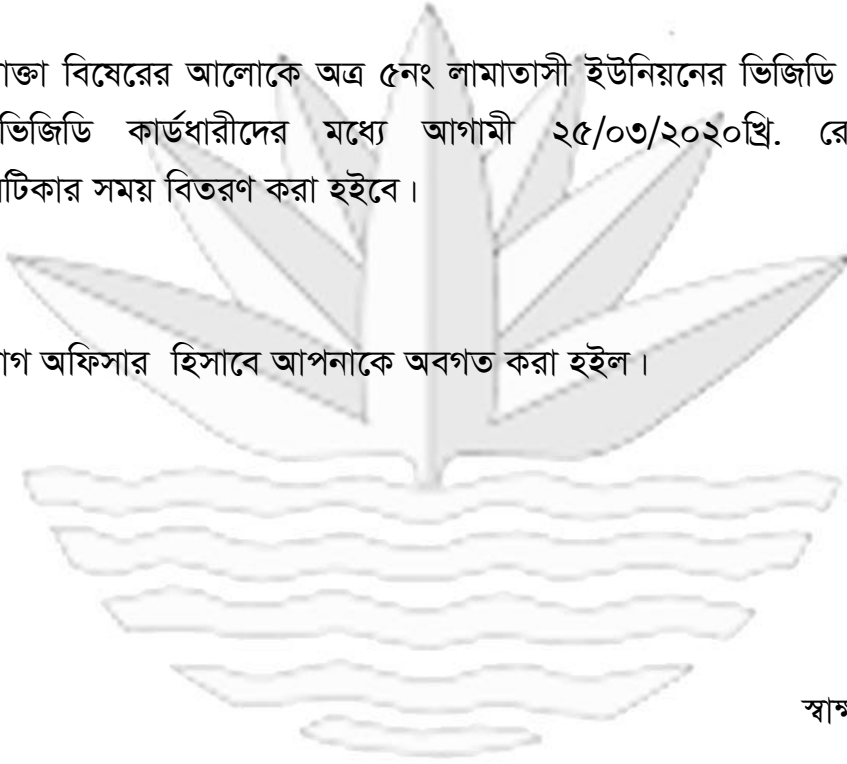 াক্তা বিষেরের আলোকে অত্র ৫নং লামাতাসী ইউনিয়নের ভিজিডি
ভিজিডি কার্ডধারীদের মধ্যে আগামী ২৫/০৩/২০২০খ্রি. রে
টিকার সময় বিতরণ করা হইবে।
াগ অফিসার হিসাবে আপনাকে অবগত করা হইল।
স্বাক্ষ